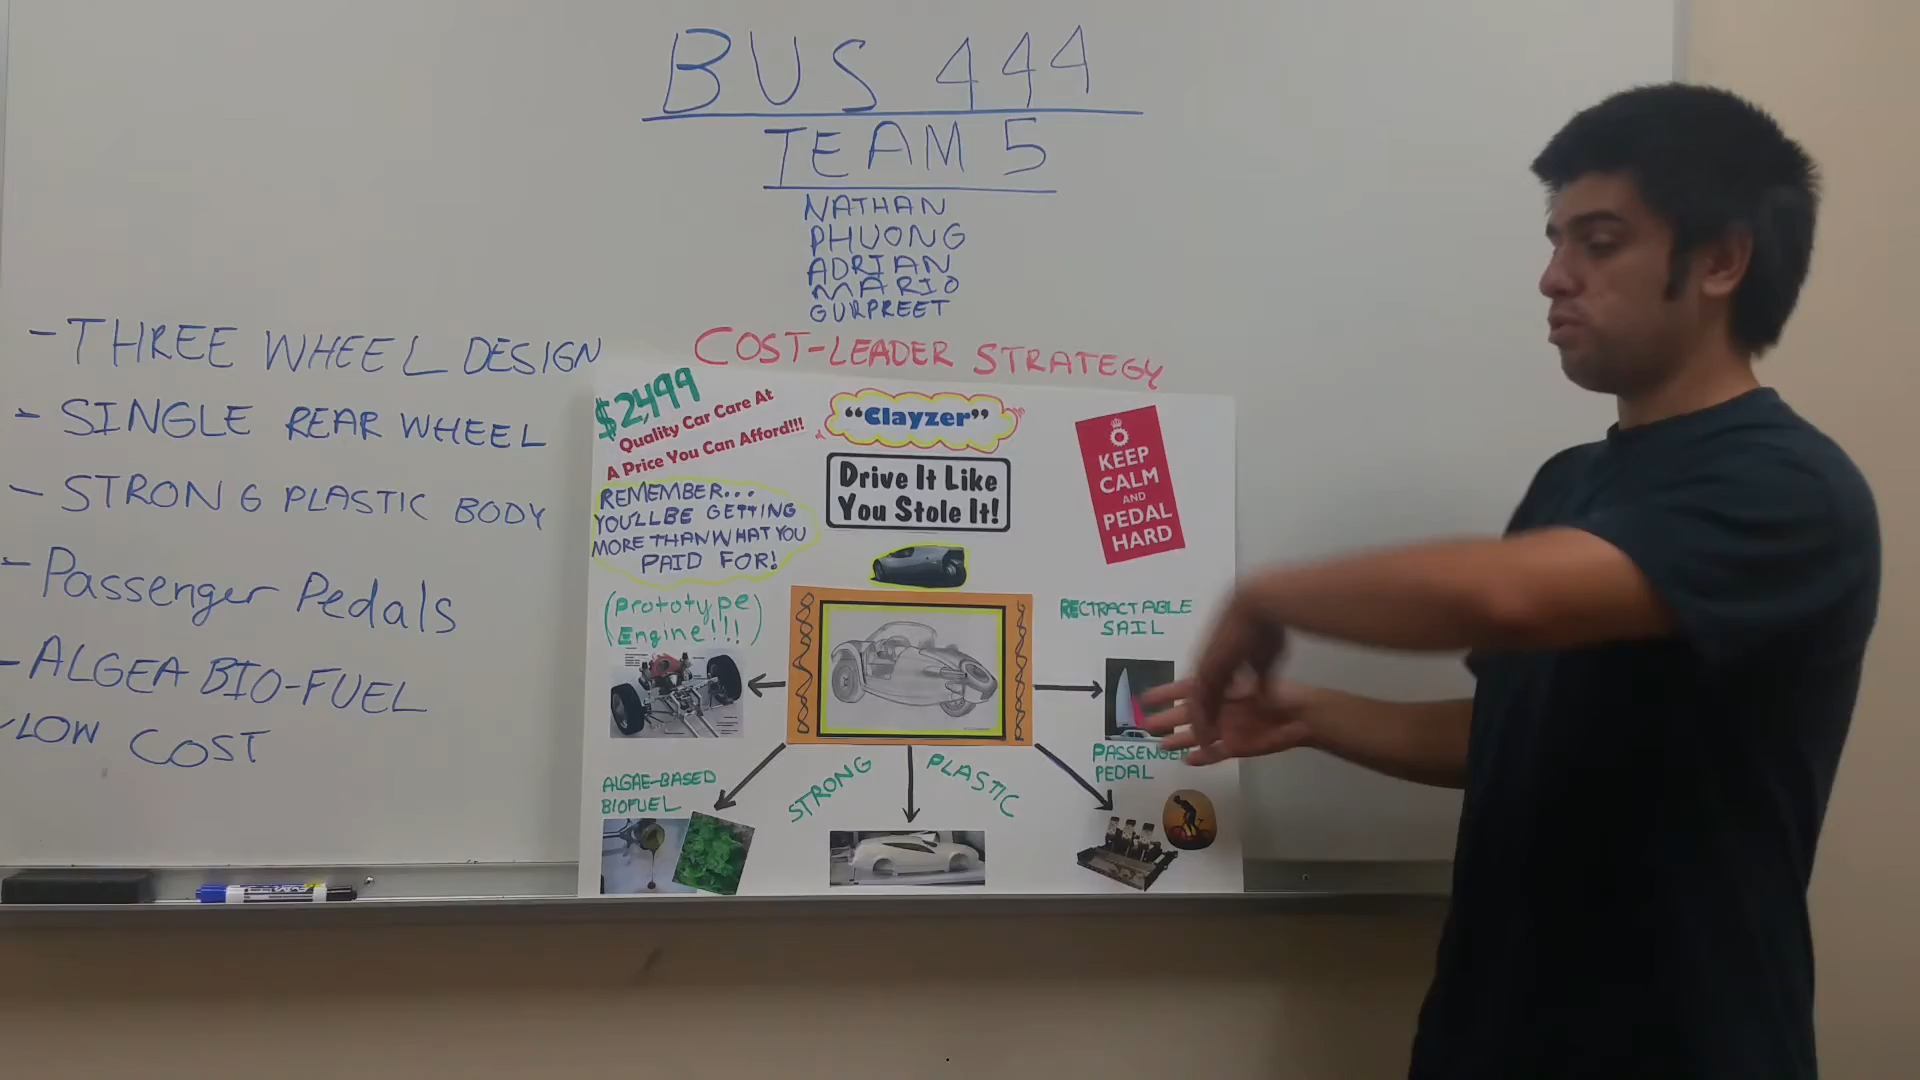 BUS 444
TEAM 5
NATHAN
PHUONG
ADRIAN
MARIO
GURPREET
- THREE WHEEL DESIGN
- SINGLE REAR WHEEL
- STRONG PLASTIC BODY
- Passenger Pedals
- ALGEA BIO-FUEL
- LOW COST
COST-LEADER STRATEGY
$2,499
Quality Car Care At
A Price You Can Afford!!!
"Clayzer"
Drive It Like
You Stole It!
KEEP
CALM
AND
PEDAL
HARD
REMEMBER...
YOU'LL BE GETTING
MORE THAN WHAT YOU
PAID FOR!
(Prototype
Engine!!!)
RECTRACTABLE
SAIL
PASSENGER
PEDAL
ALGAE-BASED
BIOFUEL
STRONG PLASTIC